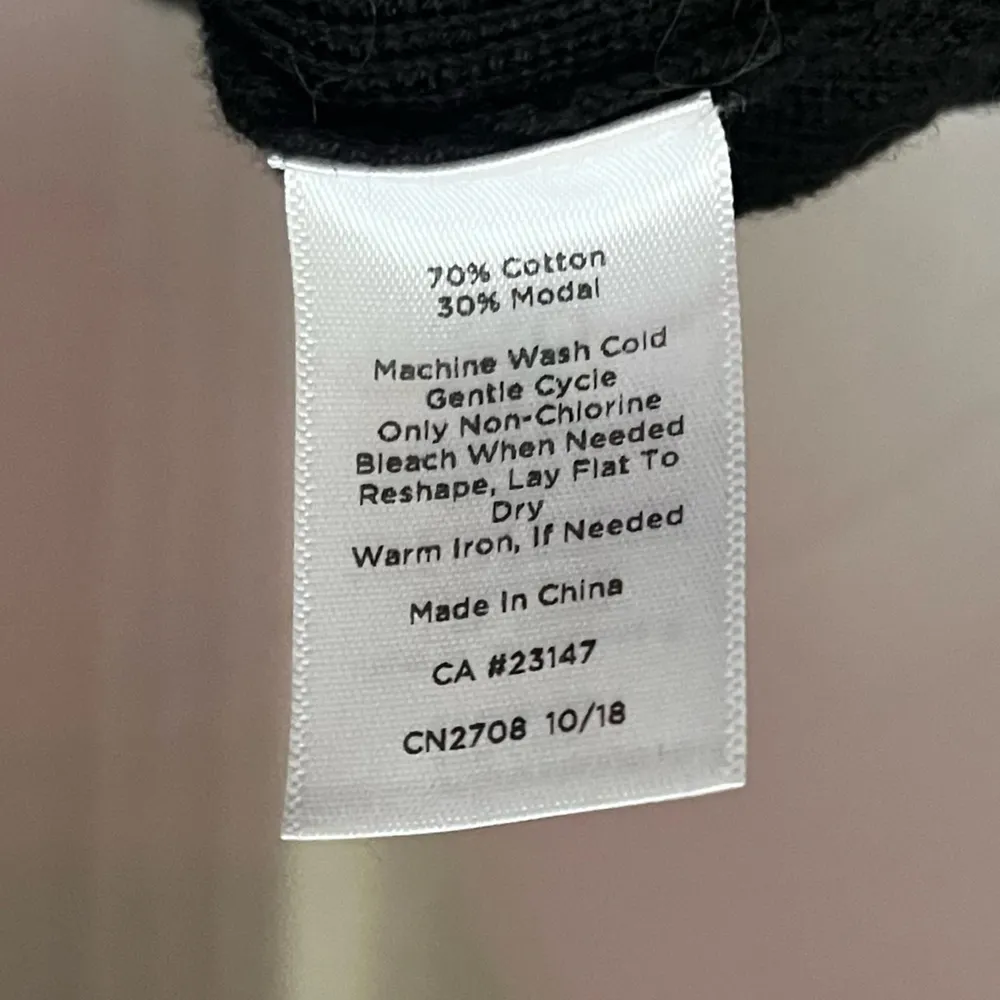 70% Cotton
30% Modal
Machine Wash Cold
Gentle Cycle
Only Non-Chlorine
Bleach When Needed
Reshape, Lay Flat To
Dry
Warm Iron, If Needed
Made In China
CA #23147
CN2708 10/18